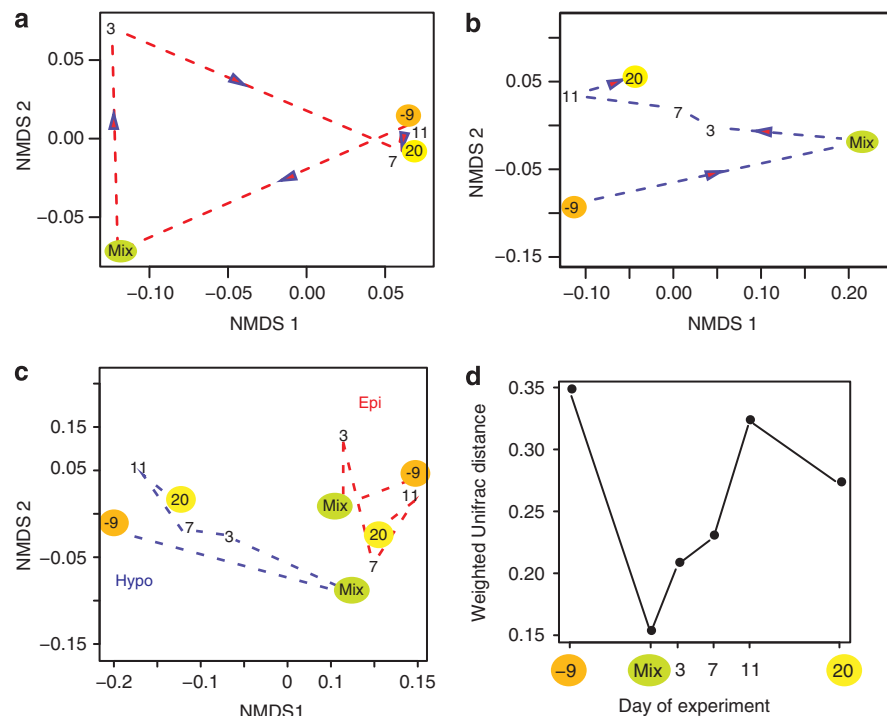 a
3
0.05
0.00
−0.05
-9
11
20
7
Mix
−0.10
−0.05
0.00
0.05
NMDS 1
NMDS 2
b
0.05
−0.05
−0.15
20
11
7
3
Mix
-9
−0.10
0.00
0.10
0.20
NMDS 1
NMDS 2
c
Epi
0.15
0.05
−0.05
−0.15
3
11
-9
20
Mix
11
-9
7
3
20
7
Hypo
Mix
−0.2
−0.1
0
0.1
0.15
NMDS1
NMDS 2
d
0.35
0.30
0.25
0.20
0.15
Weighted Unifrac distance
−9
Mix
3
7
11
20
Day of experiment